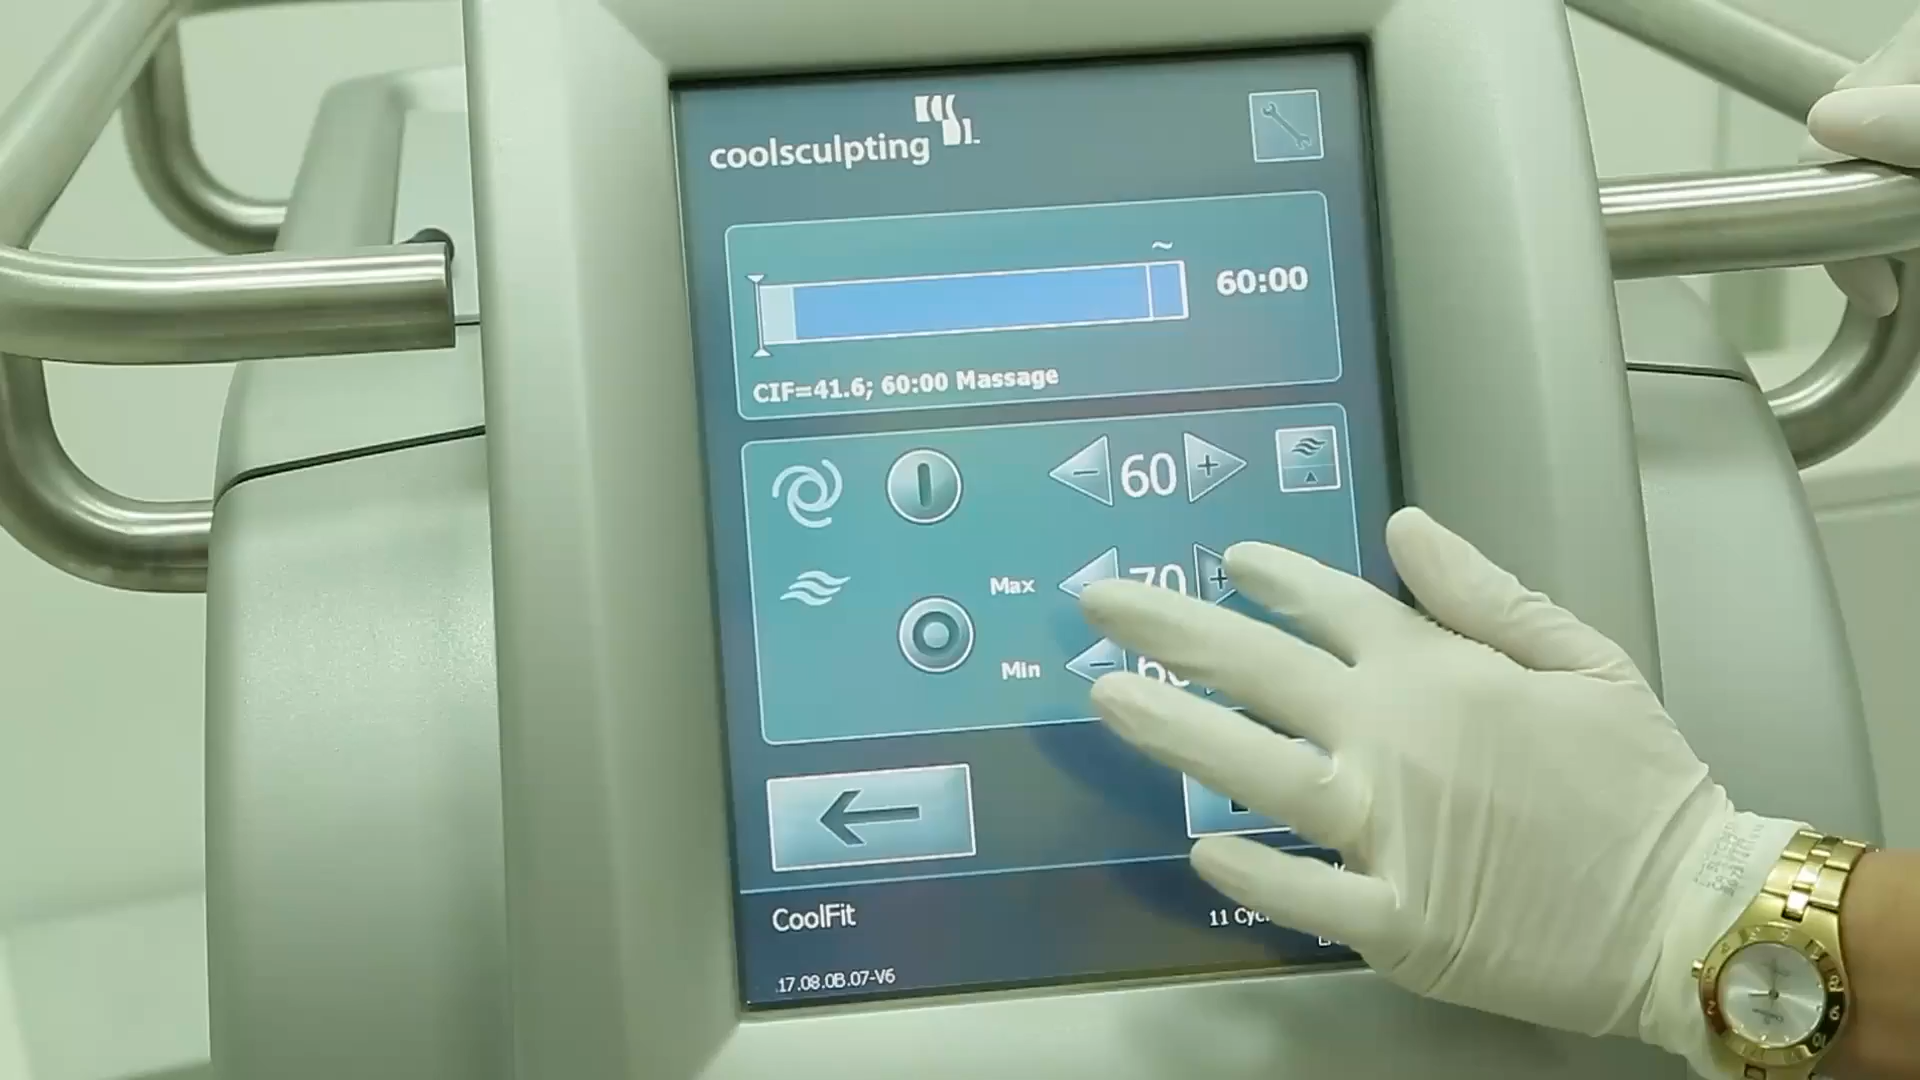 coolsculpting
60:00
CIF=41.6; 60:00 Massage
60
Max 70
Min
CoolFit
11
17.08.0B.07-V6